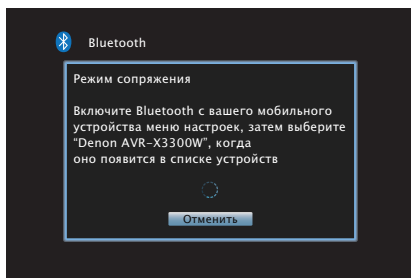 Bluetooth
Режим сопряжения
Включите Bluetooth с вашего мобильного
устройства меню настроек, затем выберите
“Denon AVR-X3300W”, когда
оно появится в списке устройств
Отменить